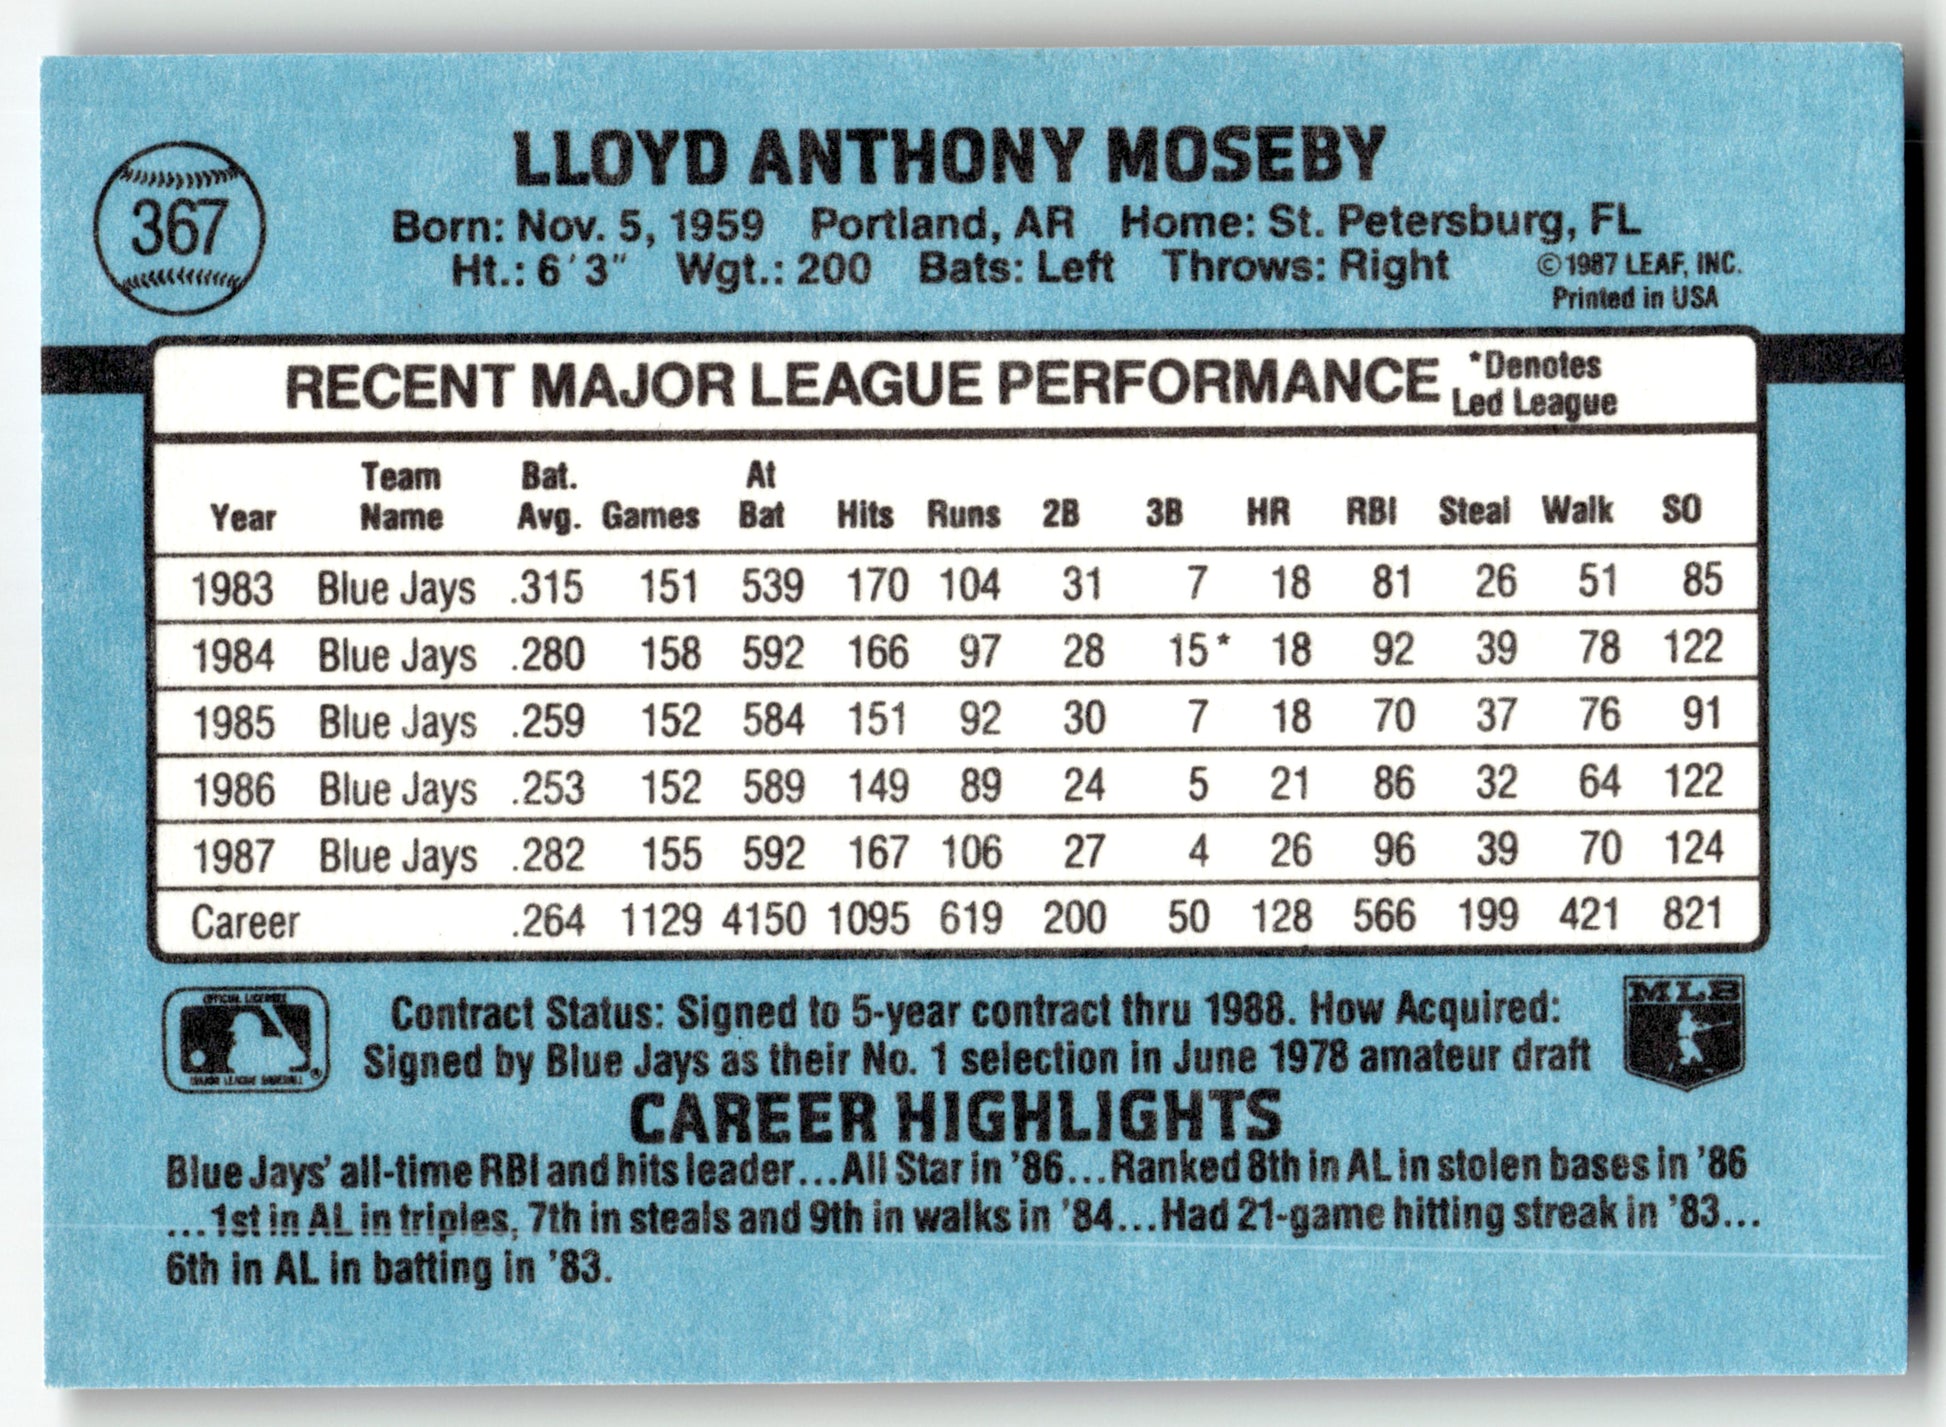 367
LLOYD ANTHONY MOSEBY
Born: Nov. 5, 1959 Portland, AR Home: St. Petersburg, FL
Ht.: 6'3" Wgt.: 200 Bats: Left Throws: Right
©1987 LEAF, INC.
Printed in USA
RECENT MAJOR LEAGUE PERFORMANCE
*Denotes
Led League
Year Team Name Bat. Avg. Games At Bat Hits Runs 2B 3B HR RBI Steal Walk SO
1983 Blue Jays .315 151 539 170 104 31 7 18 81 26 51 85
1984 Blue Jays .280 158 592 166 97 28 15* 18 92 39 78 122
1985 Blue Jays .259 152 584 151 92 30 7 18 70 37 76 91
1986 Blue Jays .253 152 589 149 89 24 5 21 86 32 64 122
1987 Blue Jays .282 155 592 167 106 27 4 26 96 39 70 124
Career .264 1129 4150 1095 619 200 50 128 566 199 421 821
OFFICIAL LICENSEE
MAJOR LEAGUE BASEBALL ®
Contract Status: Signed to 5-year contract thru 1988. How Acquired:
Signed by Blue Jays as their No. 1 selection in June 1978 amateur draft
MLB
CAREER HIGHLIGHTS
Blue Jays' all-time RBI and hits leader...All Star in '86...Ranked 8th in AL in stolen bases in '86
...1st in AL in triples, 7th in steals and 9th in walks in '84...Had 21-game hitting streak in '83...
6th in AL in batting in '83.